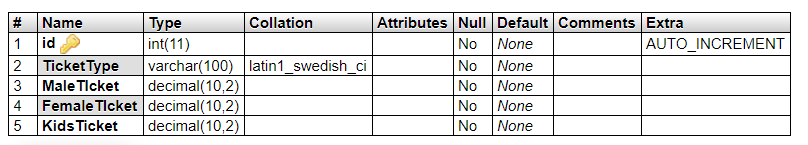 # Name Type Collation Attributes Null Default Comments Extra
1 id int(11) No None AUTO_INCREMENT
2 TicketType varchar(100) latin1_swedish_ci No None
3 MaleTIcket decimal(10,2) No None
4 FemaleTIcket decimal(10,2) No None
5 KidsTicket decimal(10,2) No None